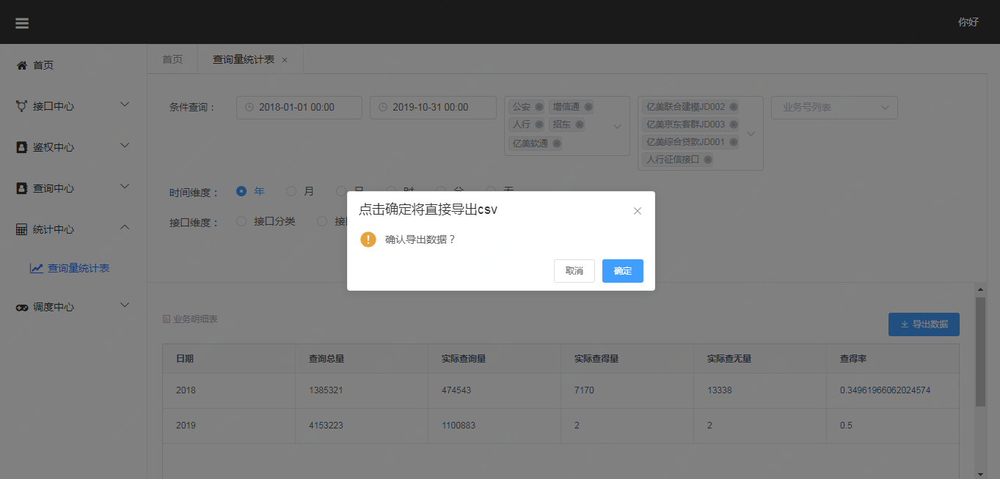 你好
首页
接口中心
鉴权中心
查询中心
统计中心
查询量统计表
调度中心
首页 查询量统计表
条件查询： 2018-01-01 00:00 2019-10-31 00:00
公安 增信通
人行 招东
亿美软通
亿美联合建模JD002
亿美京东客群JD003
亿美综合贷款JD001
人行征信接口
业务号列表
时间维度： 年 月
接口维度： 接口分类
点击确定将直接导出csv
确认导出数据？
取消 确定
业务明细表 导出数据
日期 查询总量 实际查询量 实际查得量 实际查无量 查得率
2018 1385321 474543 7170 13338 0.34961966062024574
2019 4153223 1100883 2 2 0.5